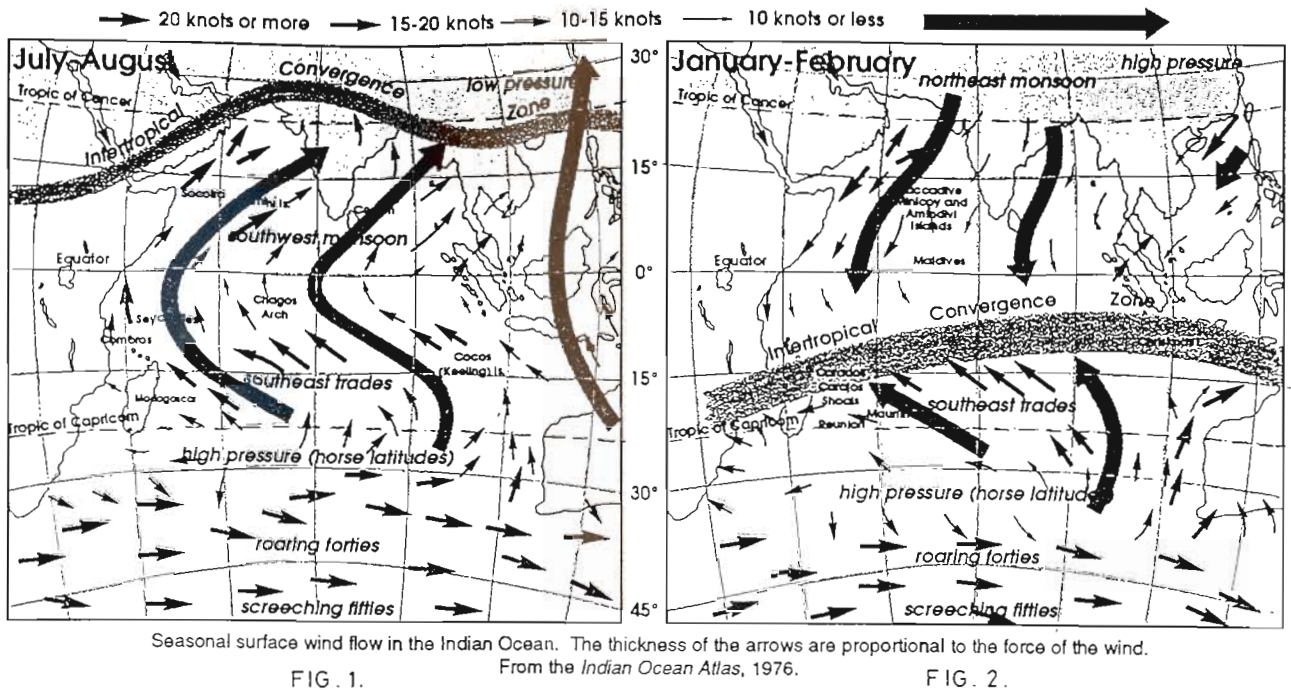 20 knots or more 15-20 knots 10-15 knots 10 knots or less
July-August
Convergence
low pressure
Zone
Tropic of Cancer
Intertropical
Socotra
southwest monsoon
Equator
Chagos
Arch
Seychelles
Comoros
Cocos
(Keeling) Is.
southeast trades
Madagascar
Tropic of Capricorn
high pressure (horse latitudes)
roaring forties
screeching fifties
30°
15°
0°
15°
30°
45°
January-February
high pressure
northeast monsoon
Tropic of Cancer
Laccadive
Minicoy and
Amindivi
Islands
Equator
Maldives
Convergence
Zone
Intertropical
Carajos
Shoals
southeast trades
Reunion
Tropic of Capricorn
high pressure (horse latitud
roaring forties
screeching fifties
Seasonal surface wind flow in the Indian Ocean. The thickness of the arrows are proportional to the force of the wind.
From the Indian Ocean Atlas, 1976.
FIG. 1.
FIG. 2.